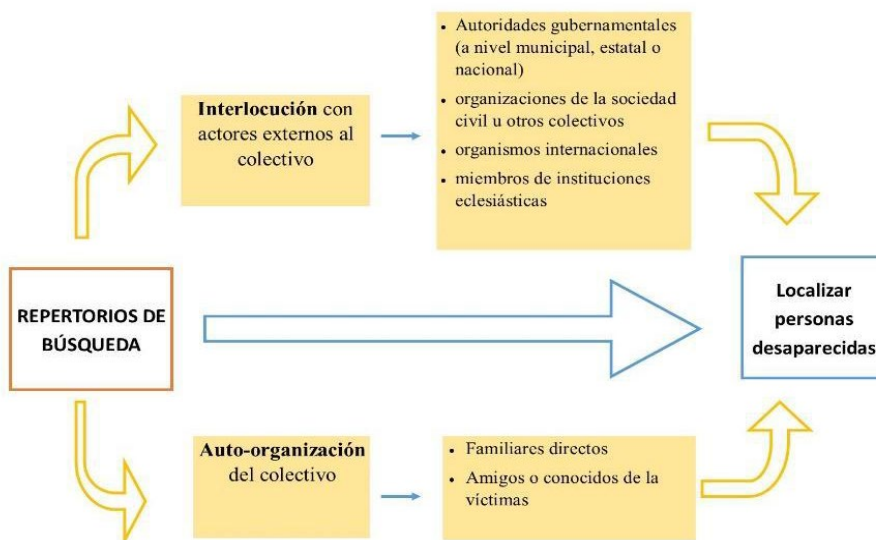 Interlocución con
actores externos al
colectivo
• Autoridades gubernamentales
(a nivel municipal, estatal o
nacional)
• organizaciones de la sociedad
civil u otros colectivos
• organismos internacionales
• miembros de instituciones
eclesiásticas
REPERTORIOS DE
BÚSQUEDA
Localizar
personas
desaparecidas
Auto-organización
del colectivo
• Familiares directos
• Amigos o conocidos de la
víctimas